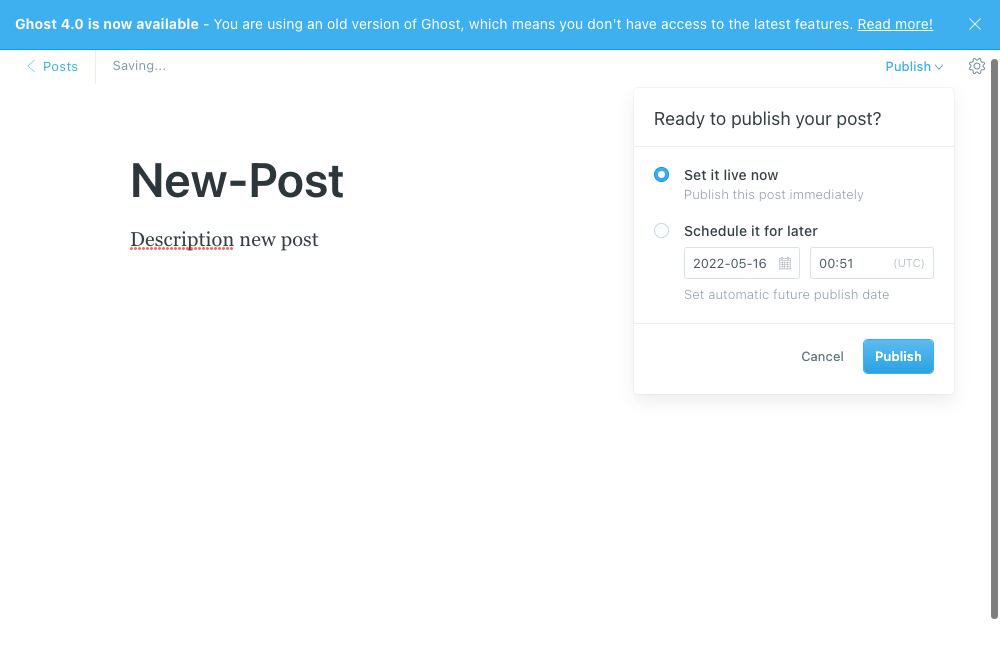 Ghost 4.0 is now available - You are using an old version of Ghost, which means you don't have access to the latest features. Read more!
Posts
Saving...
Publish
Ready to publish your post?
New-Post
Set it live now
Publish this post immediately
Description new post
Schedule it for later
2022-05-16
00:51 (UTC)
Set automatic future publish date
Cancel
Publish